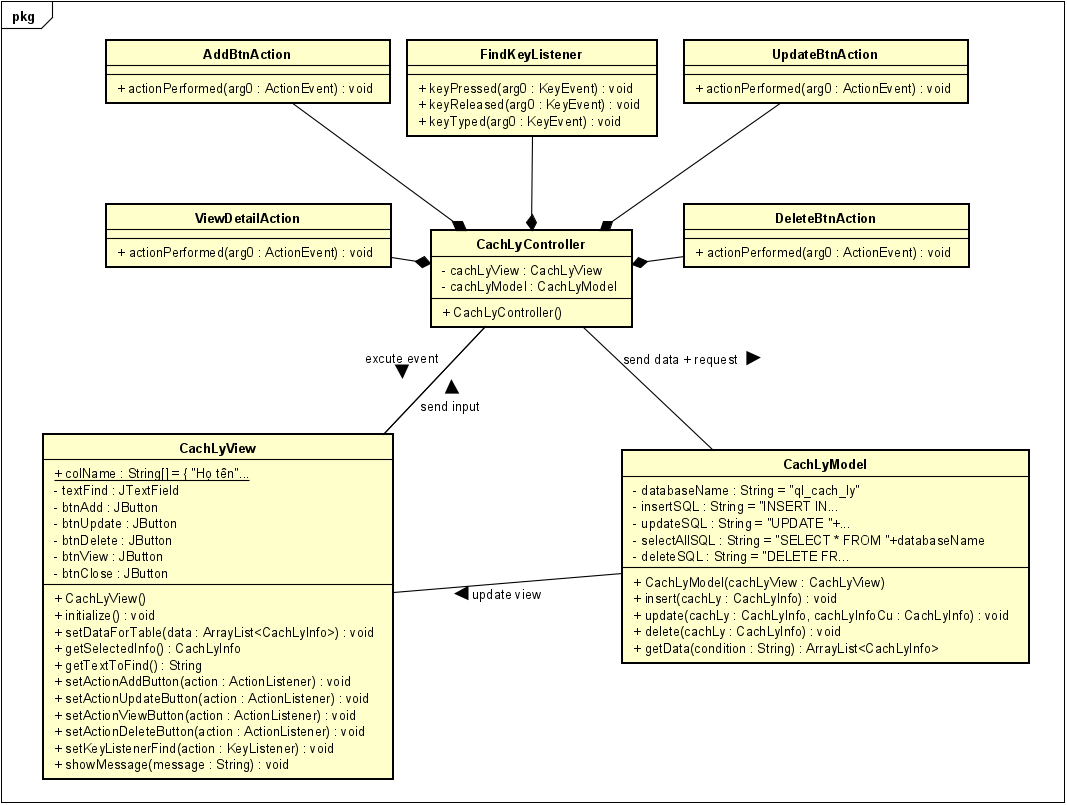 pkg
AddBtnAction
+ actionPerformed(arg0 : ActionEvent) : void
FindKeyListener
+ keyPressed(arg0 : KeyEvent) : void
+ keyReleased(arg0 : KeyEvent) : void
+ keyTyped(arg0 : KeyEvent) : void
UpdateBtnAction
+ actionPerformed(arg0 : ActionEvent) : void
ViewDetailAction
+ actionPerformed(arg0 : ActionEvent) : void
CachLyController
- cachLyView : CachLyView
- cachLyModel : CachLyModel
+ CachLyController()
DeleteBtnAction
+ actionPerformed(arg0 : ActionEvent) : void
excute event
send input
send data + request
CachLyView
+ colName : String[] = { "Họ tên"...
- textFind : JTextField
- btnAdd : JButton
- btnUpdate : JButton
- btnDelete : JButton
- btnView : JButton
- btnClose : JButton
+ CachLyView()
+ initialize() : void
+ setDataForTable(data : ArrayList<CachLyInfo>) : void
+ getSelectedInfo() : CachLyInfo
+ getTextToFind() : String
+ setActionAddButton(action : ActionListener) : void
+ setActionUpdateButton(action : ActionListener) : void
+ setActionViewButton(action : ActionListener) : void
+ setActionDeleteButton(action : ActionListener) : void
+ setKeyListenerFind(action : KeyListener) : void
+ showMessage(message : String) : void
update view
CachLyModel
- databaseName : String = "ql_cach_ly"
- insertSQL : String = "INSERT IN...
- updateSQL : String = "UPDATE "+...
- selectAllSQL : String = "SELECT * FROM "+databaseName
- deleteSQL : String = "DELETE FR...
+ CachLyModel(cachLyView : CachLyView)
+ insert(cachLy : CachLyInfo) : void
+ update(cachLy : CachLyInfo, cachLyInfoCu : CachLyInfo) : void
+ delete(cachLy : CachLyInfo) : void
+ getData(condition : String) : ArrayList<CachLyInfo>